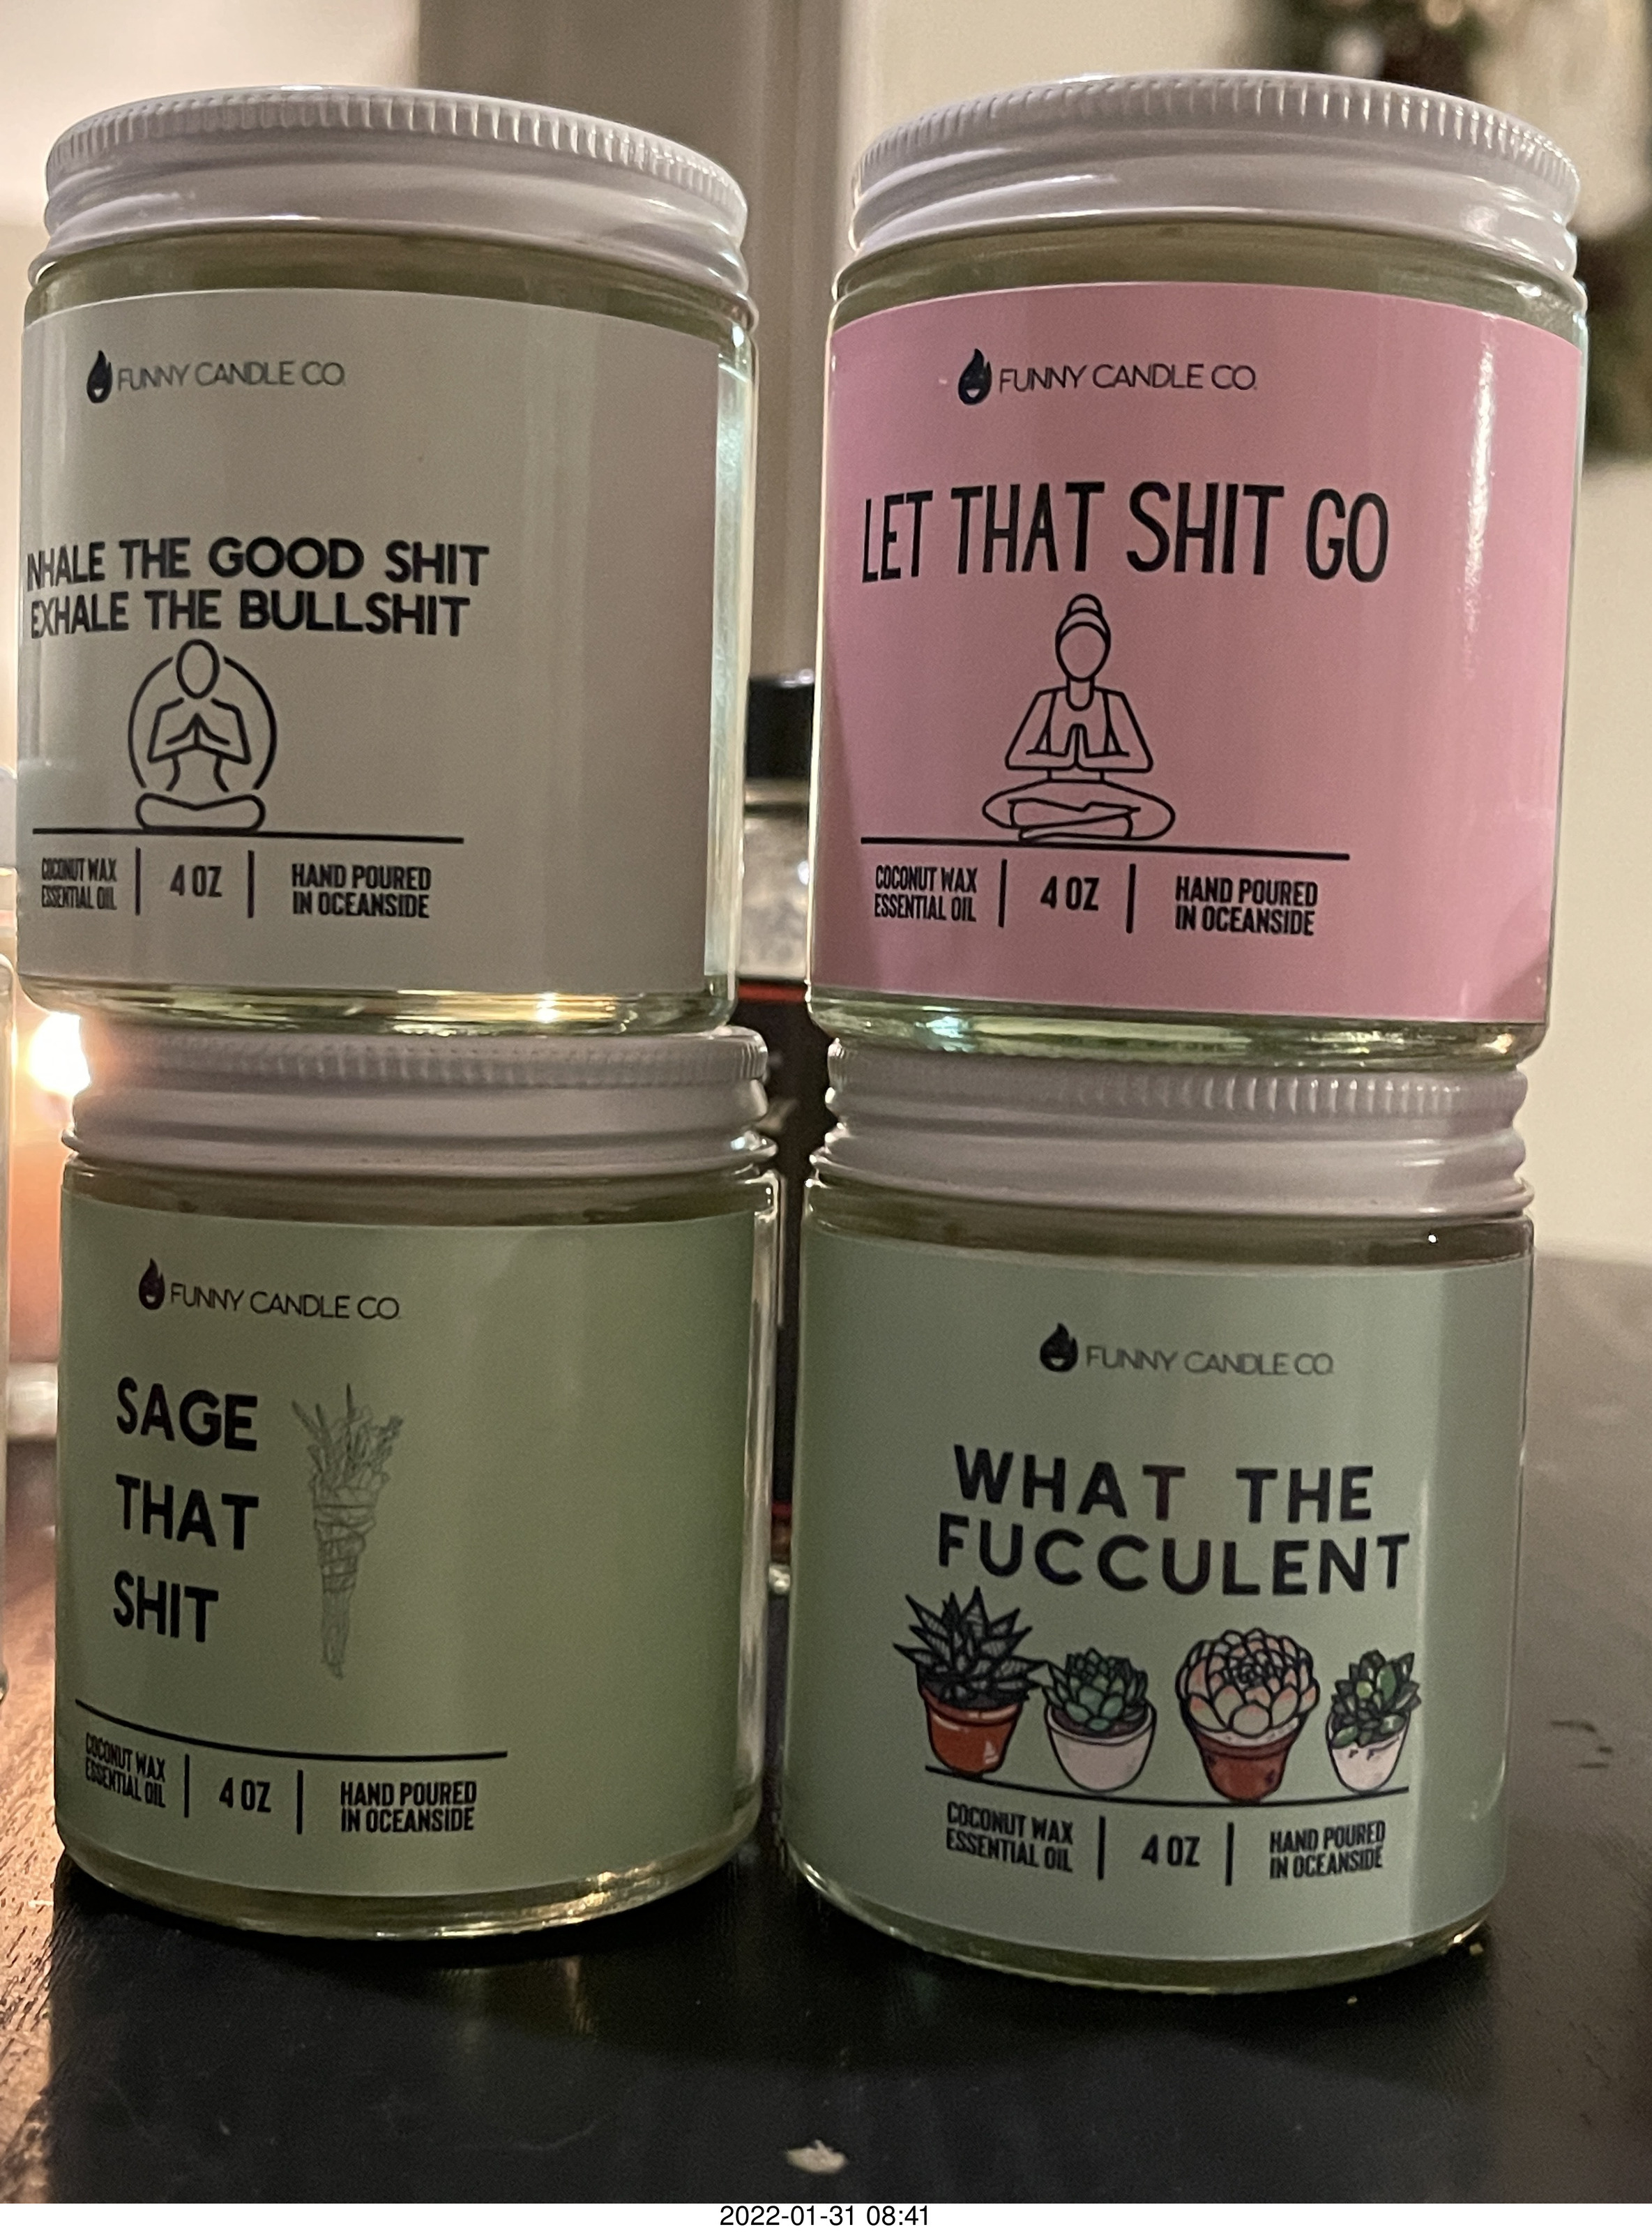 FUNNY CANDLE CO.
INHALE THE GOOD SHIT
EXHALE THE BULLSHIT
COCONUT WAX
ESSENTIAL OIL
4 OZ
HAND POURED
IN OCEANSIDE
FUNNY CANDLE CO.
LET THAT SHIT GO
COCONUT WAX
ESSENTIAL OIL
4 OZ
HAND POURED
IN OCEANSIDE
FUNNY CANDLE CO.
SAGE
THAT
SHIT
COCONUT WAX
ESSENTIAL OIL
4 OZ
HAND POURED
IN OCEANSIDE
FUNNY CANDLE CO.
WHAT THE
FUCCULENT
COCONUT WAX
ESSENTIAL OIL
4 OZ
HAND POURED
IN OCEANSIDE
2022-01-31 08:41